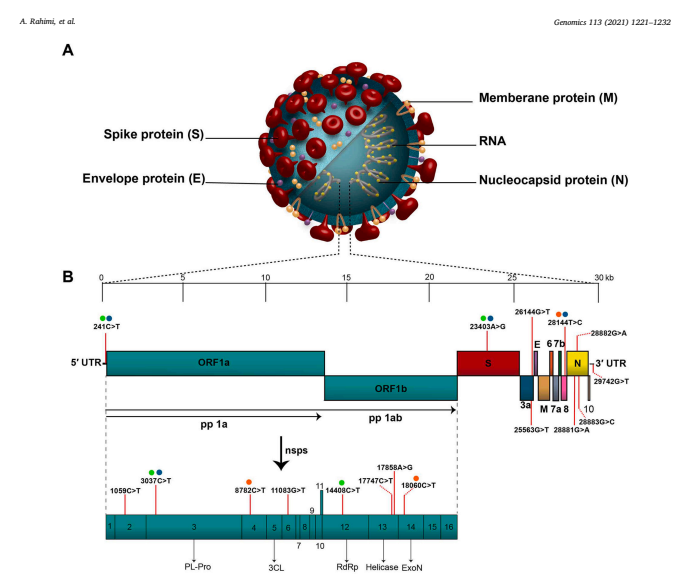 A. Rahimi, et al.
Genomics 113 (2021) 1221–1232
A
Memberane protein (M)
Spike protein (S)
RNA
Envelope protein (E)
Nucleocapsid protein (N)
B
0 5 10 15 20 25 30 kb
241C>T
23403A>G
26144G>T
28144T>C
28882G>A
5′ UTR
ORF1a
ORF1b
S
E
6 7b
N
3′ UTR
29742G>T
3a
M 7a 8
10
28883G>C
25563G>T
28881G>A
pp 1a
pp 1ab
nsps
1059C>T
3037C>T
8782C>T
11083G>T
11
14408C>T
17747C>T
17858A>G
18060C>T
9
1 2 3 4 5 6 8 12 13 14 15 16
7 10
PL-Pro
3CL
RdRp
Helicase
ExoN